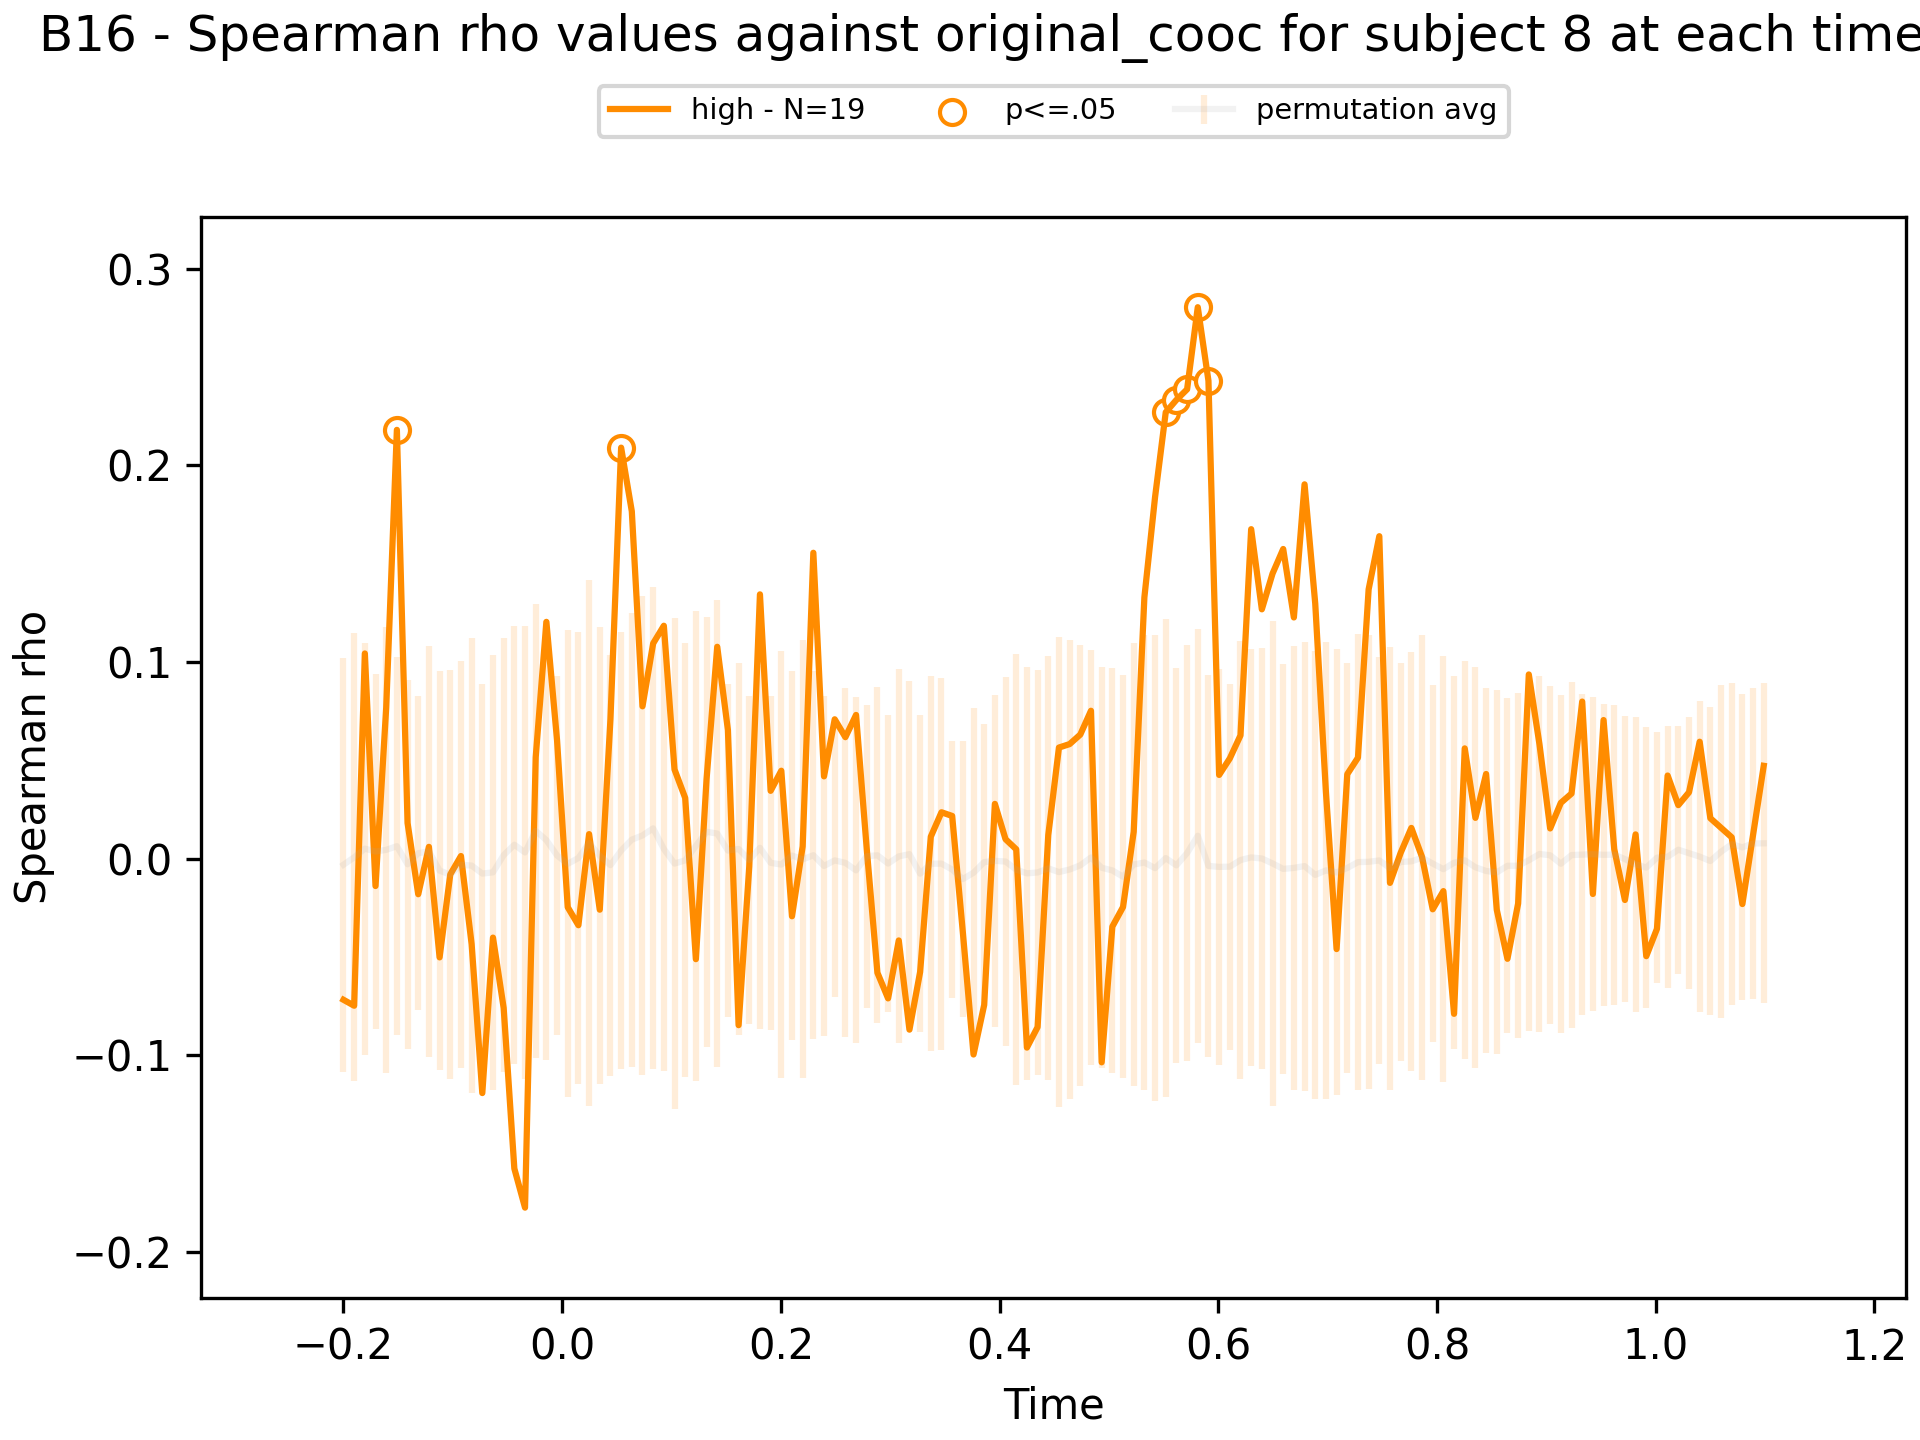 B16 - Spearman rho values against original_cooc for subject 8 at each time
high - N=19 p<=.05 permutation avg
0.3
0.2
0.1
0.0
−0.1
−0.2
Spearman rho
−0.2 0.0 0.2 0.4 0.6 0.8 1.0 1.2
Time